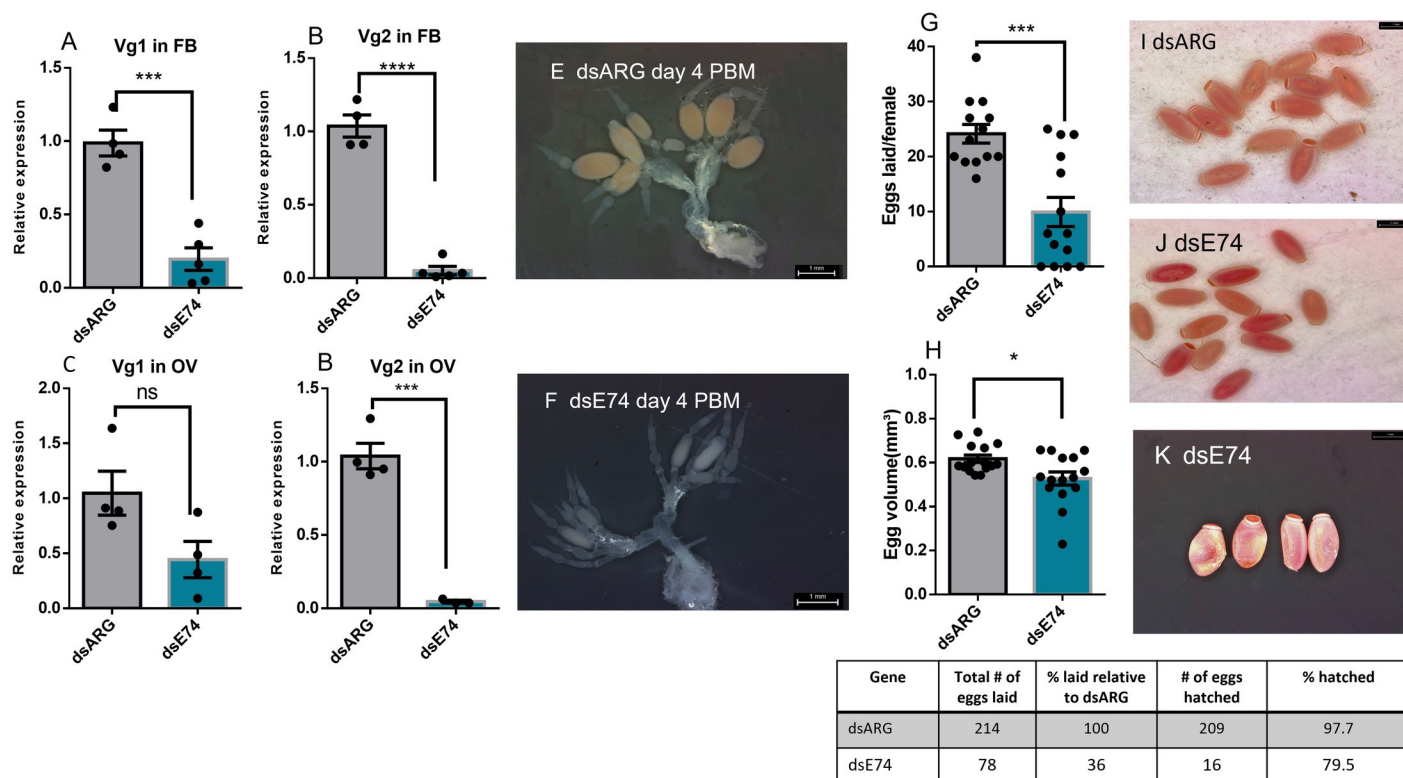 A
Vg1 in FB
Relative expression
1.5
1.0
0.5
0.0
***
dsARG
dsE74
B
Vg2 in FB
Relative expression
1.5
1.0
0.5
0.0
****
dsARG
dsE74
E dsARG day 4 PBM
1 mm
G
Eggs laid/female
40
30
20
10
0
***
dsARG
dsE74
I dsARG
J dsE74
C
Vg1 in OV
Relative expression
2.0
1.5
1.0
0.5
0.0
ns
dsARG
dsE74
B
Vg2 in OV
Relative expression
1.5
1.0
0.5
0.0
***
dsARG
dsE74
F dsE74 day 4 PBM
1 mm
H
Egg volume(mm³)
1.0
0.8
0.6
0.4
0.2
0.0
*
dsARG
dsE74
K dsE74
Gene
Total # of
eggs laid
% laid relative
to dsARG
# of eggs
hatched
% hatched
dsARG 214 100 209 97.7
dsE74 78 36 16 79.5